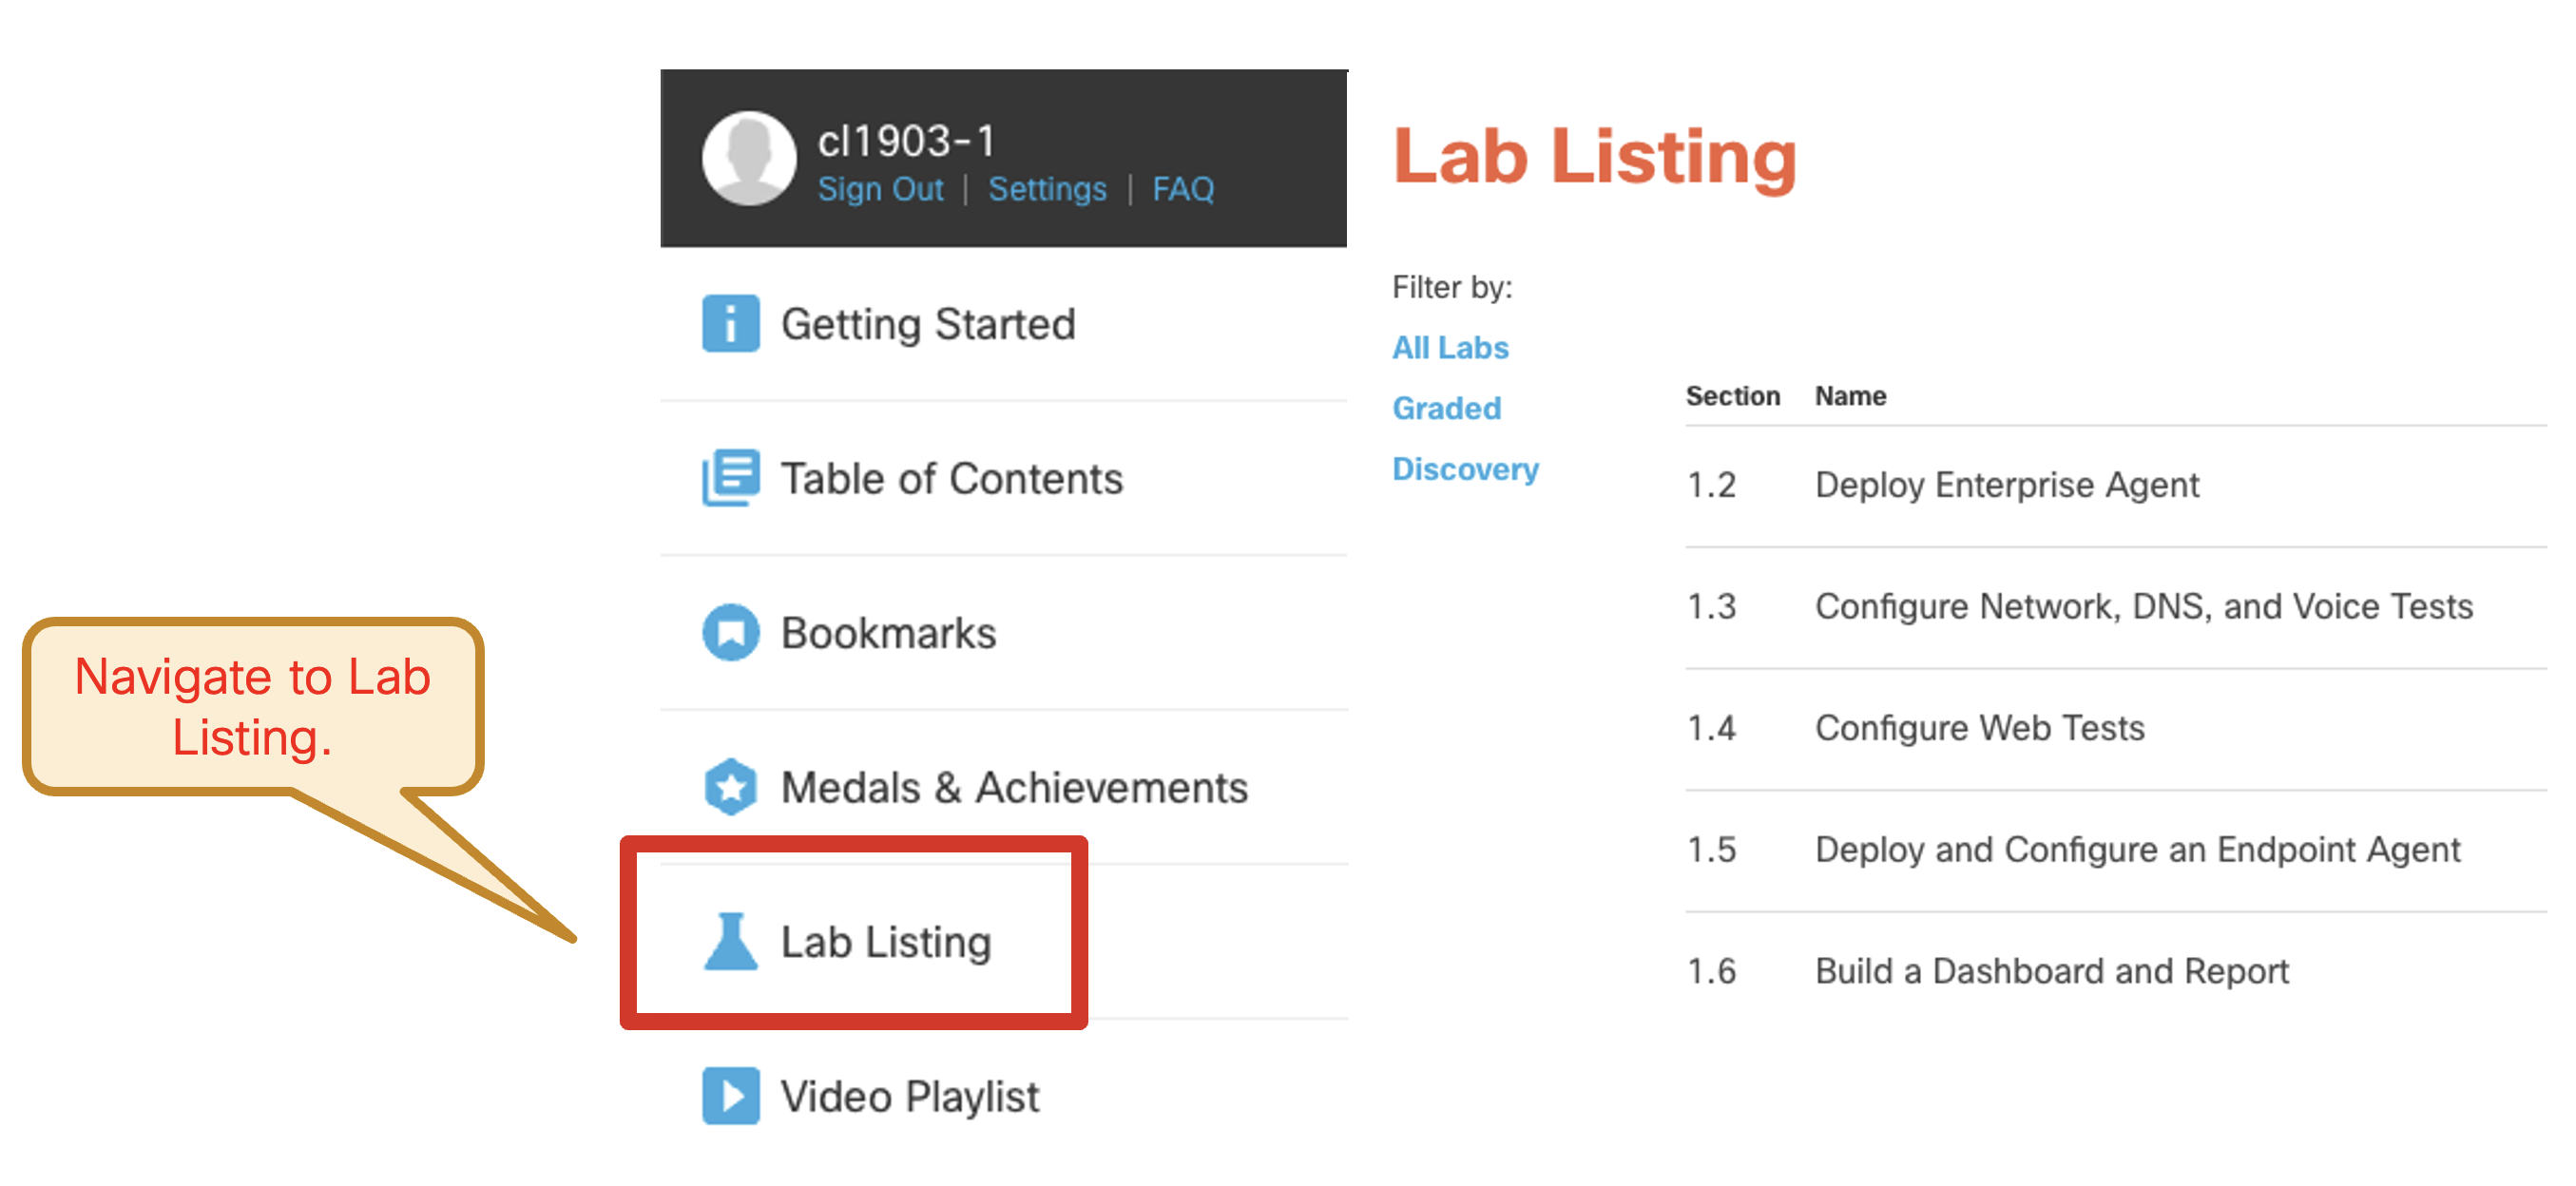 Navigate to Lab
Listing.
cl1903-1
Sign Out | Settings | FAQ
Getting Started
Table of Contents
Bookmarks
Medals & Achievements
Lab Listing
Video Playlist
Lab Listing
Filter by:
All Labs
Graded
Discovery
Section Name
1.2 Deploy Enterprise Agent
1.3 Configure Network, DNS, and Voice Tests
1.4 Configure Web Tests
1.5 Deploy and Configure an Endpoint Agent
1.6 Build a Dashboard and Report